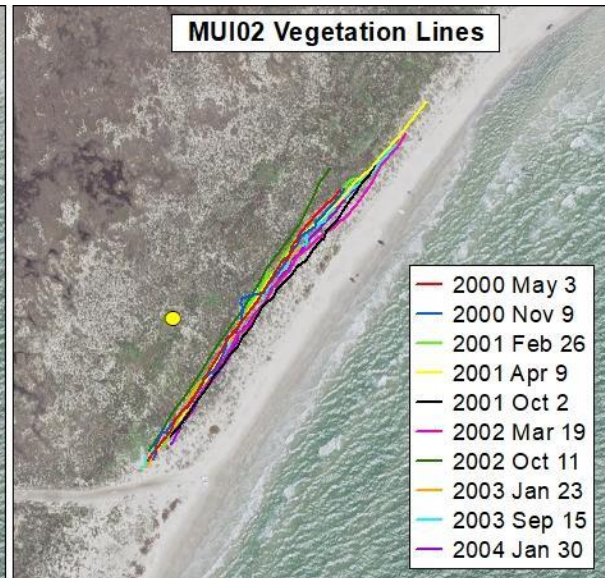 MUI02 Vegetation Lines
2000 May 3
2000 Nov 9
2001 Feb 26
2001 Apr 9
2001 Oct 2
2002 Mar 19
2002 Oct 11
2003 Jan 23
2003 Sep 15
2004 Jan 30